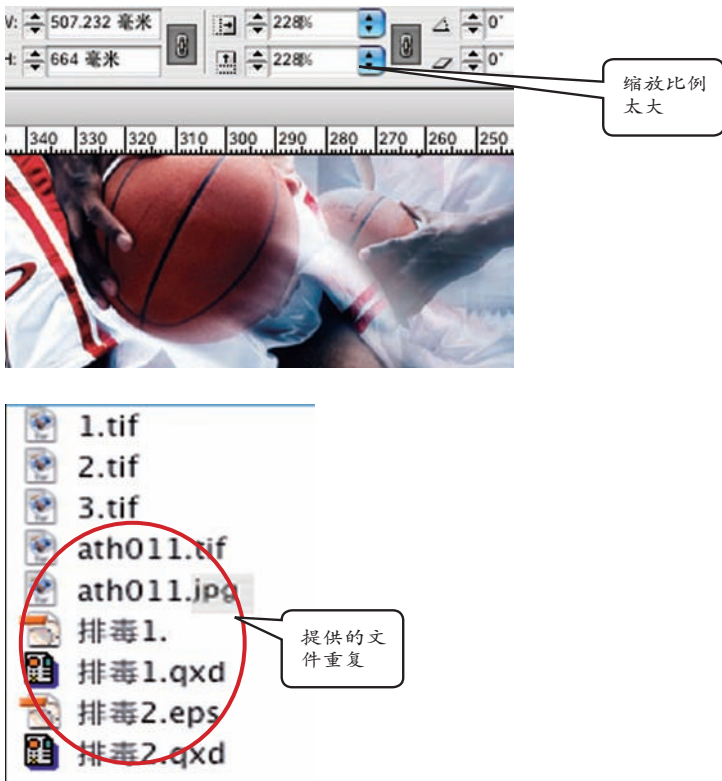 W: 507.232 毫米 228% 0°
H: 664 毫米 228% 0°
缩放比例
太大
340 330 320 310 300 290 280 270 260 250
1.tif
2.tif
3.tif
ath011.tif
ath011.jpg
提供的文
件重复
排毒1.
排毒1.qxd
排毒2.eps
排毒2.qxd